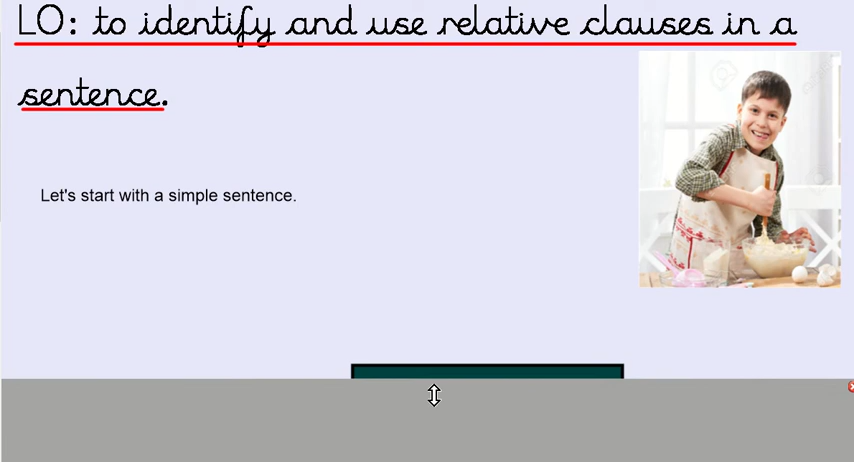 LO: to identify and use relative clauses in a
sentence.
Let's start with a simple sentence.